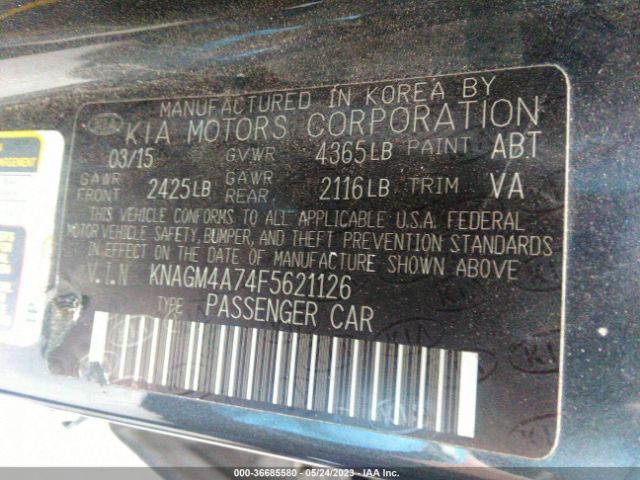 MANUFACTURED IN KOREA BY
KIA MOTORS CORPORATION
03/15 GVWR 4365LB PAINT ABT
GAWR FRONT 2425LB GAWR REAR 2116LB TRIM VA
THIS VEHICLE CONFORMS TO ALL APPLICABLE U.S.A. FEDERAL
MOTOR VEHICLE SAFETY, BUMPER, AND THEFT PREVENTION STANDARDS
IN EFFECT ON THE DATE OF MANUFACTURE SHOWN ABOVE
V.I.N KNAGM4A74F5621126
TYPE PASSENGER CAR
000-36685580 - 05/24/2023 - IAA Inc.